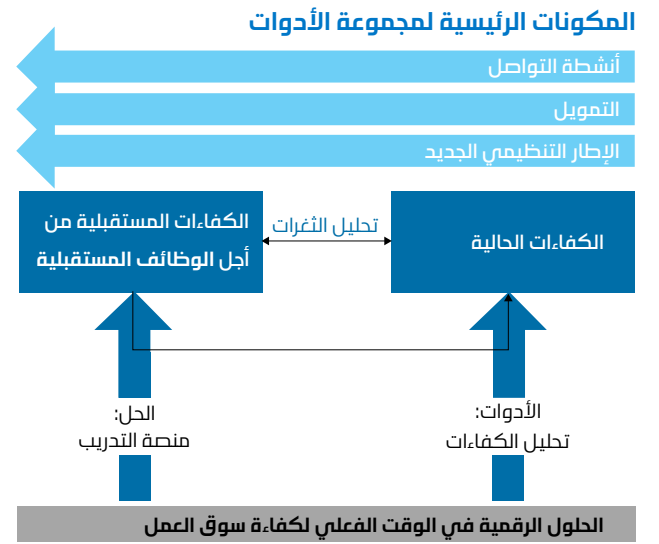 المكونات الرئيسية لمجموعة الأدوات
أنشطة التواصل
التمويل
الإطار التنظيمي الجديد
الكفاءات الحالية
تحليل الثغرات
الكفاءات المستقبلية من
أجل الوظائف المستقبلية
الأدوات:
تحليل الكفاءات
الحل:
منصة التدريب
الحلول الرقمية في الوقت الفعلي لكفاءة سوق العمل